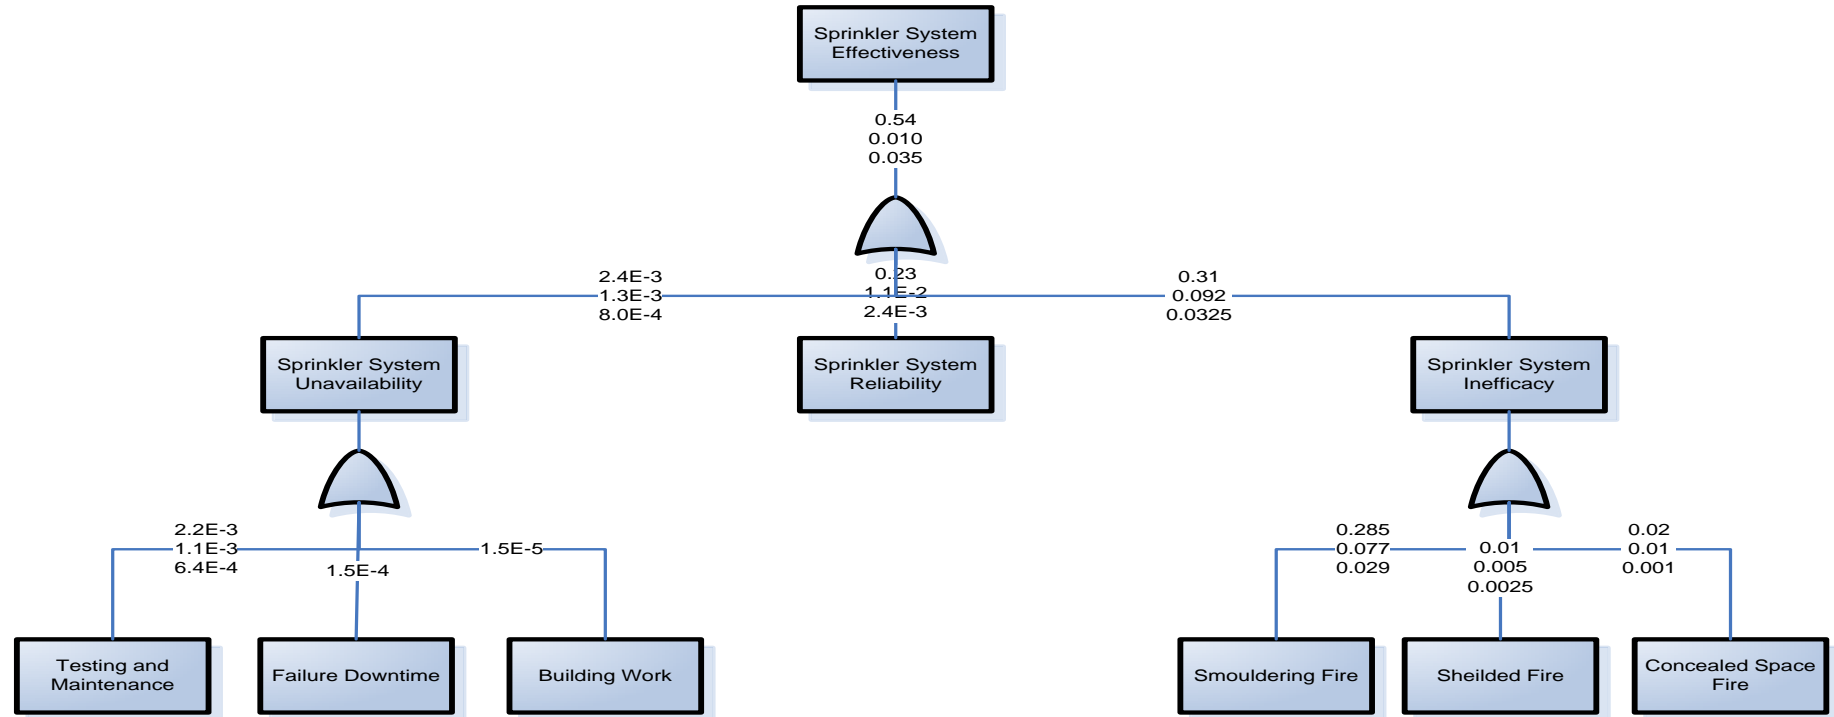 Sprinkler System
Effectiveness
0.54
0.010
0.035
2.4E-3
1.3E-3
8.0E-4
0.23
1.1E-2
2.4E-3
0.31
0.092
0.0325
Sprinkler System
Unavailability
Sprinkler System
Reliability
Sprinkler System
Inefficacy
2.2E-3
1.1E-3
6.4E-4
1.5E-4
1.5E-5
0.285
0.077
0.029
0.01
0.005
0.0025
0.02
0.01
0.001
Testing and
Maintenance
Failure Downtime
Building Work
Smouldering Fire
Sheilded Fire
Concealed Space
Fire